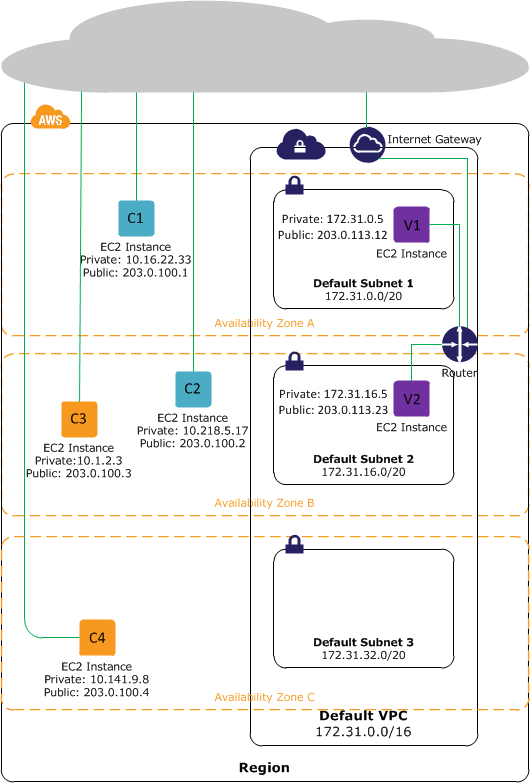 AWS
Internet Gateway
C1
EC2 Instance
Private: 10.16.22.33
Public: 203.0.100.1
Private: 172.31.0.5
Public: 203.0.113.12
V1
EC2 Instance
Default Subnet 1
172.31.0.0/20
Availability Zone A
Router
C2
EC2 Instance
Private: 10.218.5.17
Public: 203.0.100.2
C3
EC2 Instance
Private:10.1.2.3
Public: 203.0.100.3
Private: 172.31.16.5
Public: 203.0.113.23
V2
EC2 Instance
Default Subnet 2
172.31.16.0/20
Availability Zone B
C4
EC2 Instance
Private: 10.141.9.8
Public: 203.0.100.4
Default Subnet 3
172.31.32.0/20
Availability Zone C
Default VPC
172.31.0.0/16
Region